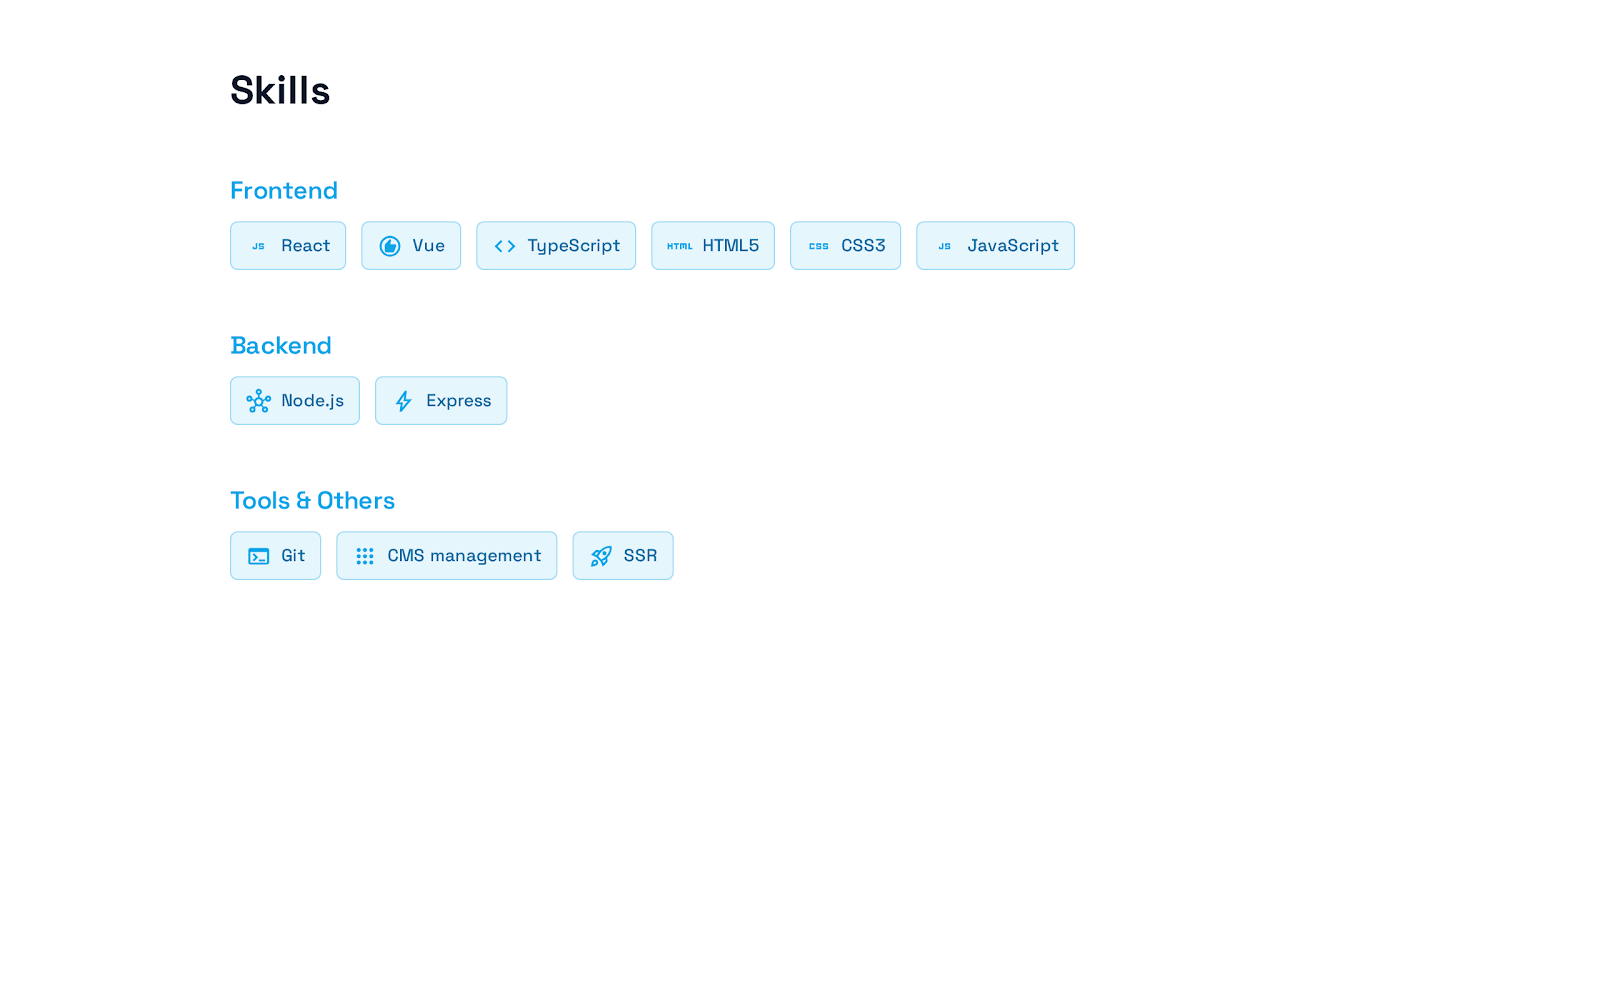 Skills
Frontend
JS React Vue TypeScript HTML HTML5 CSS CSS3 JS JavaScript
Backend
Node.js Express
Tools & Others
Git CMS management SSR